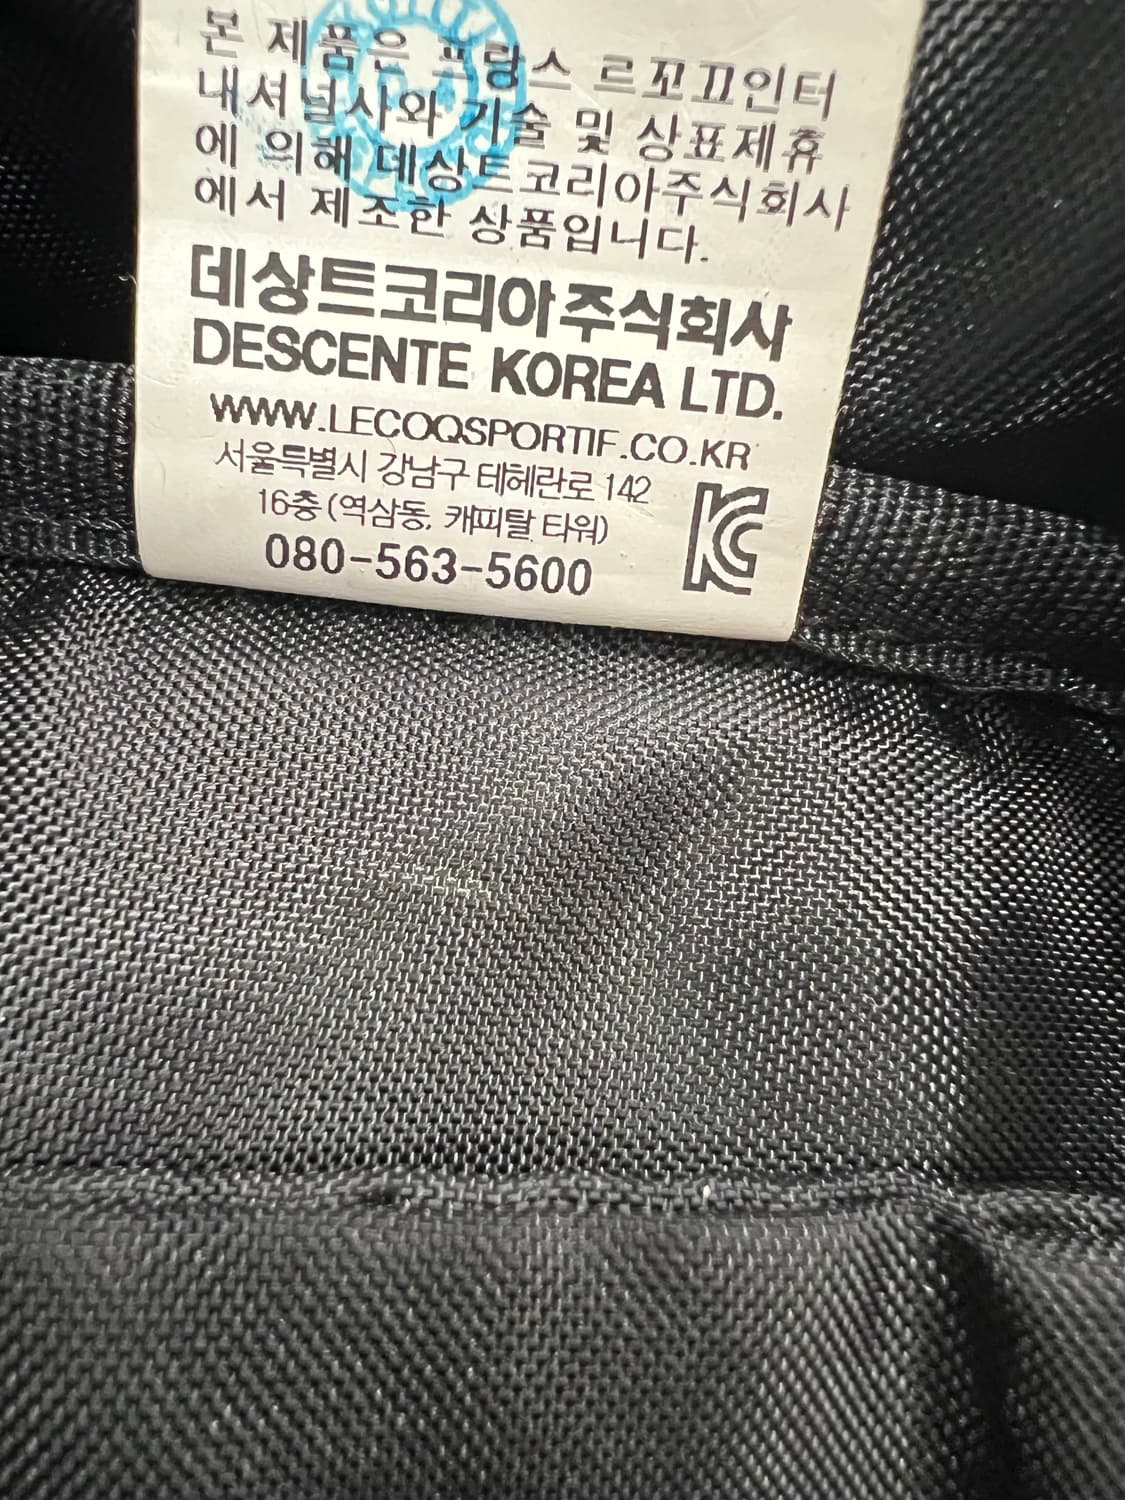 본 제품은 프랑스 르꼬끄인터
내셔널사와 기술 및 상표제휴
에 의해 데상트코리아주식회사
에서 제조한 상품입니다.
데상트코리아주식회사
DESCENTE KOREA LTD.
WWW.LECOQSPORTIF.CO.KR
서울특별시 강남구 테헤란로 142
16층 (역삼동, 캐피탈 타워)
080-563-5600